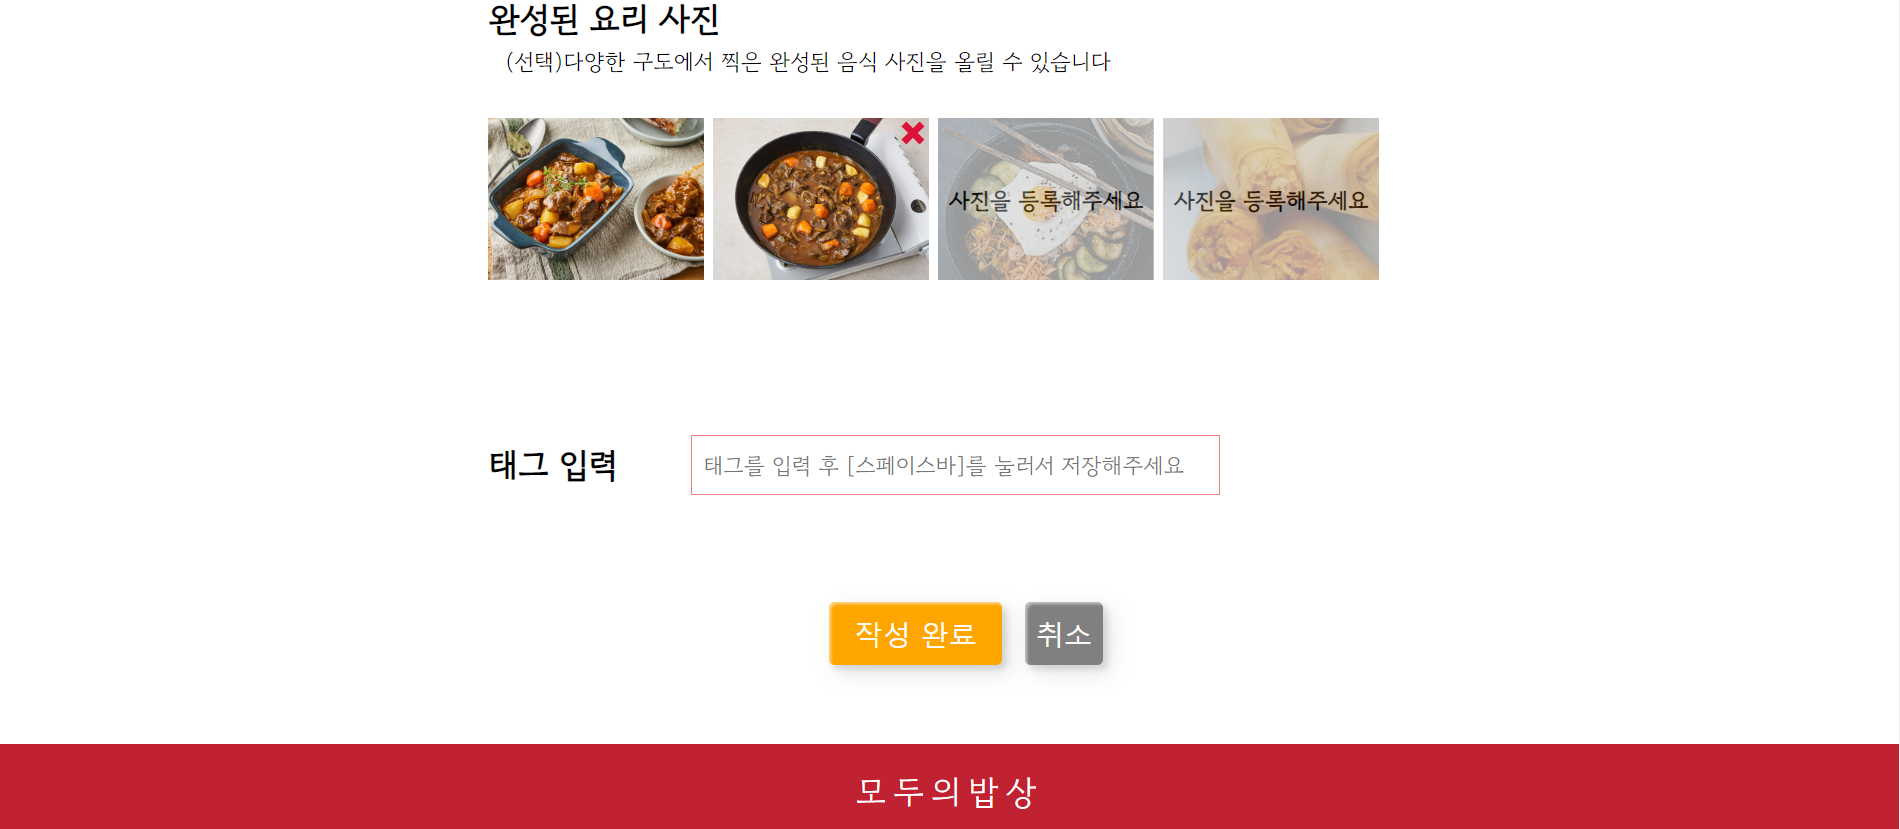 완성된 요리 사진
(선택)다양한 구도에서 찍은 완성된 음식 사진을 올릴 수 있습니다
사진을 등록해주세요
사진을 등록해주세요
태그 입력
태그를 입력 후 [스페이스바]를 눌러서 저장해주세요
작성 완료
취소
모두의밥상